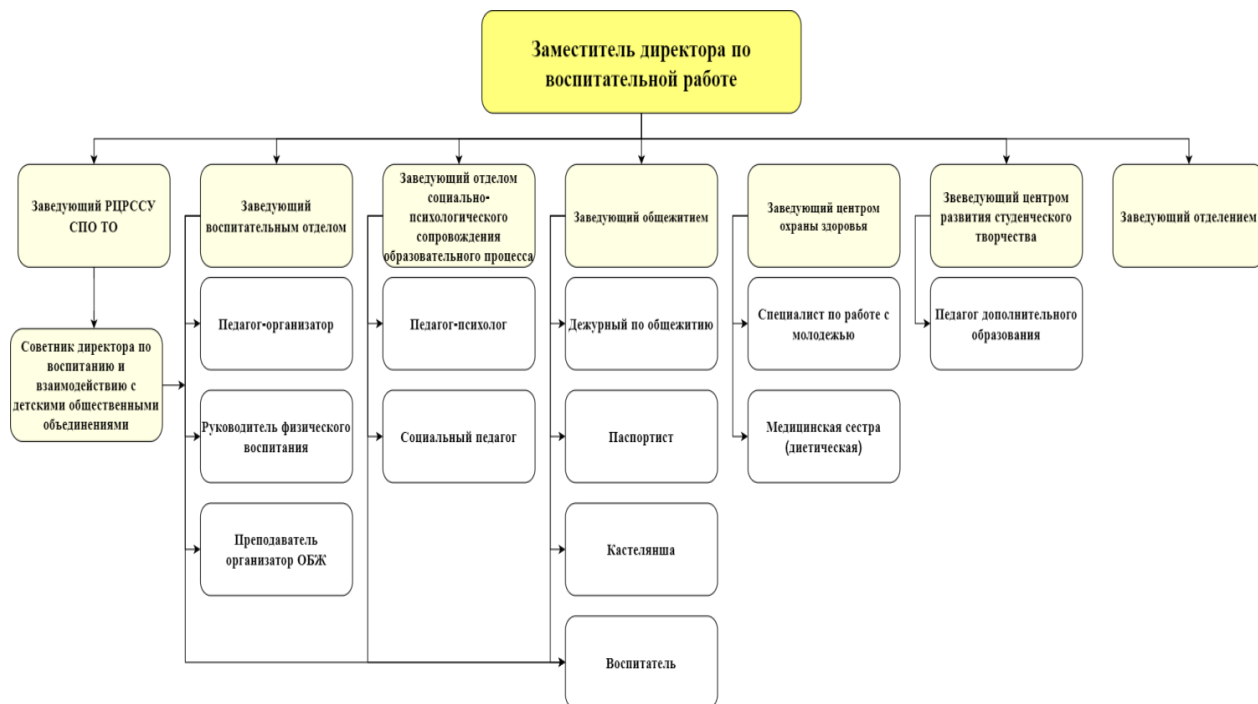 Заместитель директора по
воспитательной работе
Заведующий РЦРССУ
СПО ТО
Заведующий
воспитательным отделом
Заведующий отделом
социально-
психологического
сопровождения
образовательного процесса
Заведующий общежитием
Заведующий центром
охраны здоровья
Звеведующий центром
развития студенческого
творчества
Заведующий отделением
Советник директора по
воспитанию и
взаимодействию с
детскими общественными
объединениями
Педагог-организатор
Руководитель физического
воспитания
Преподаватель
организатор ОБЖ
Педагог-психолог
Социальный педагог
Дежурный по общежитию
Паспортист
Кастелянша
Воспитатель
Специалист по работе с
молодежью
Медицинская сестра
(диетическая)
Педагог дополнительного
образования